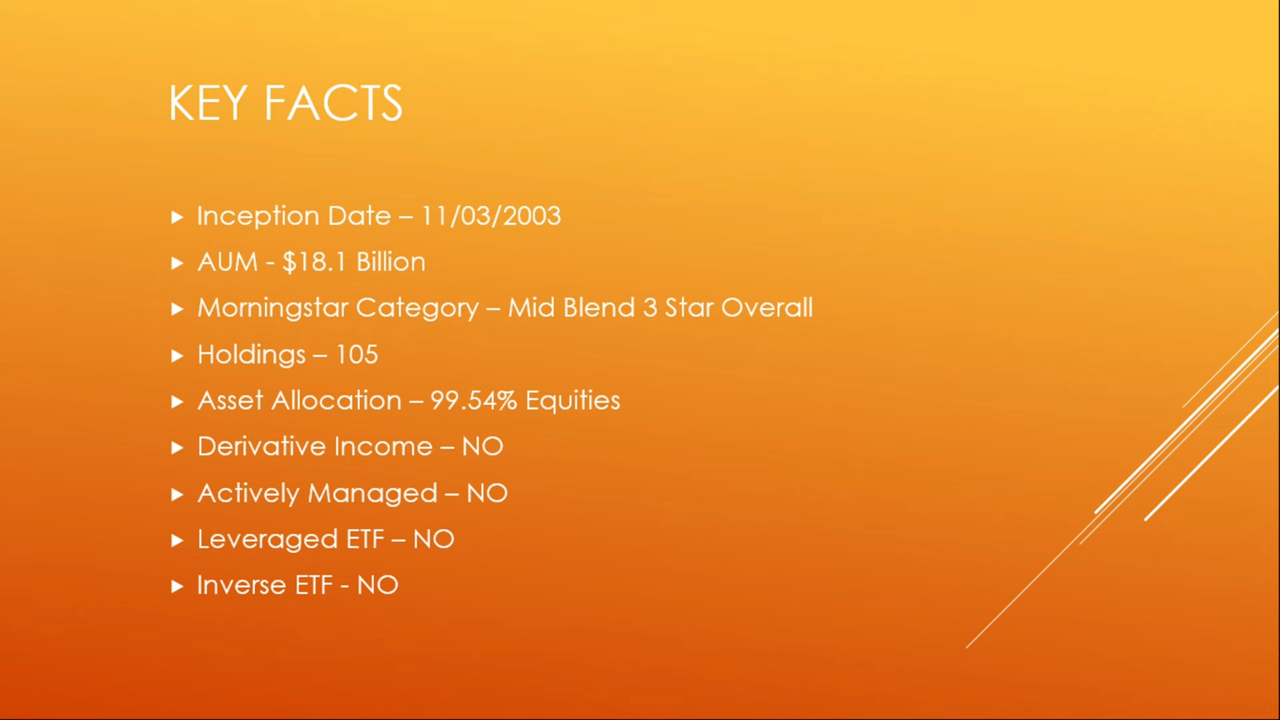 KEY FACTS
Inception Date – 11/03/2003
AUM - $18.1 Billion
Morningstar Category – Mid Blend 3 Star Overall
Holdings – 105
Asset Allocation – 99.54% Equities
Derivative Income – NO
Actively Managed – NO
Leveraged ETF – NO
Inverse ETF - NO